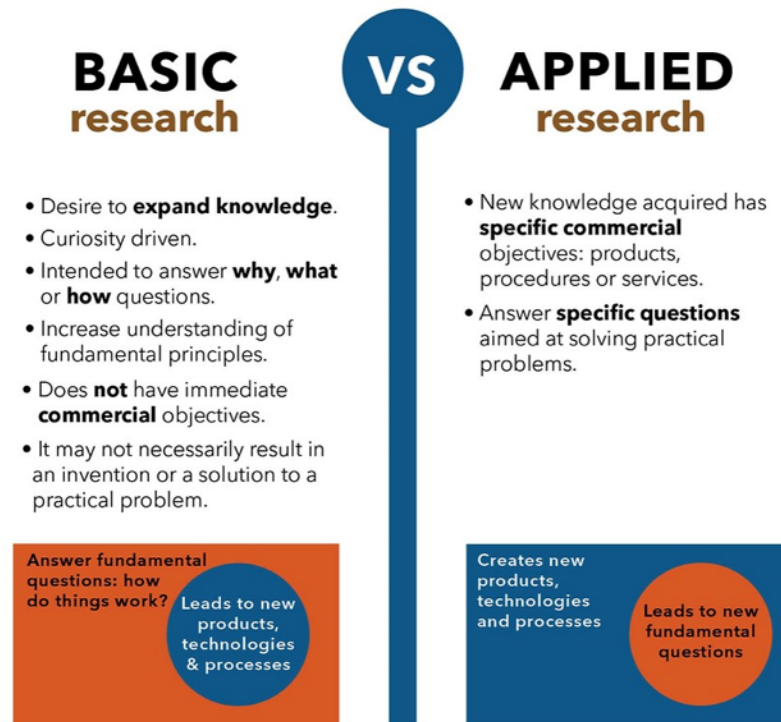 BASIC
research
VS
APPLIED
research
• Desire to expand knowledge.
• Curiosity driven.
• Intended to answer why, what
or how questions.
• Increase understanding of
fundamental principles.
• Does not have immediate
commercial objectives.
• It may not necessarily result in
an invention or a solution to a
practical problem.
• New knowledge acquired has
specific commercial
objectives: products,
procedures or services.
• Answer specific questions
aimed at solving practical
problems.
Answer fundamental
questions: how
do things work?
Leads to new
products,
technologies
& processes
Creates new
products,
technologies
and processes
Leads to new
fundamental
questions